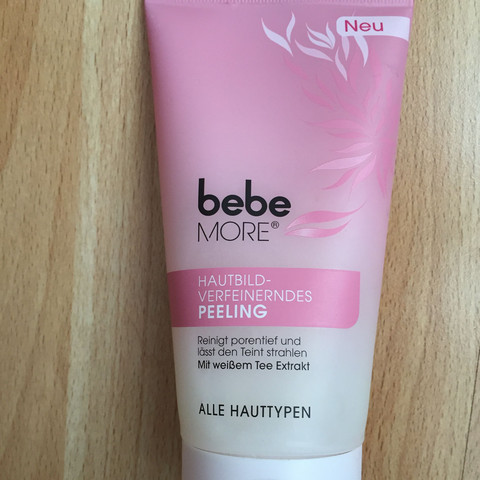 Neu
bebe
MORE®
HAUTBILD-
VERFEINERNDES
PEELING
Reinigt porentief und
lässt den Teint strahlen
Mit weißem Tee Extrakt
ALLE HAUTTYPEN